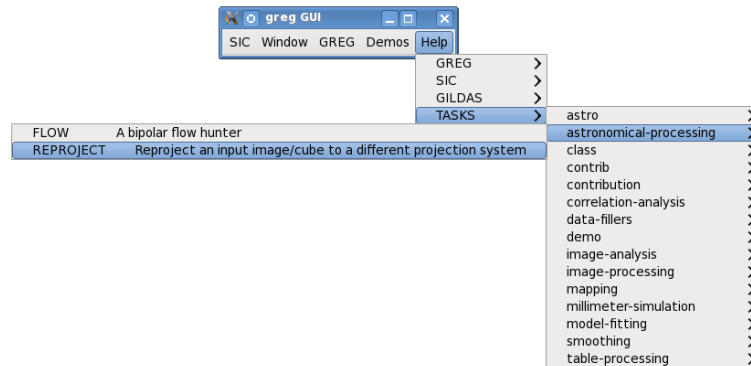 greg GUI
SIC Window GREG Demos Help
GREG
SIC
GILDAS
TASKS
astro
FLOW A bipolar flow hunter
astronomical-processing
REPROJECT Reproject an input image/cube to a different projection system
class
contrib
contribution
correlation-analysis
data-fillers
demo
image-analysis
image-processing
mapping
millimeter-simulation
model-fitting
smoothing
table-processing